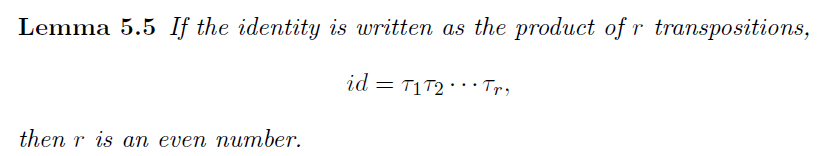 Lemma 5.5 If the identity is written as the product of r transpositions,
id = τ₁τ₂ ⋯ τᵣ,
then r is an even number.